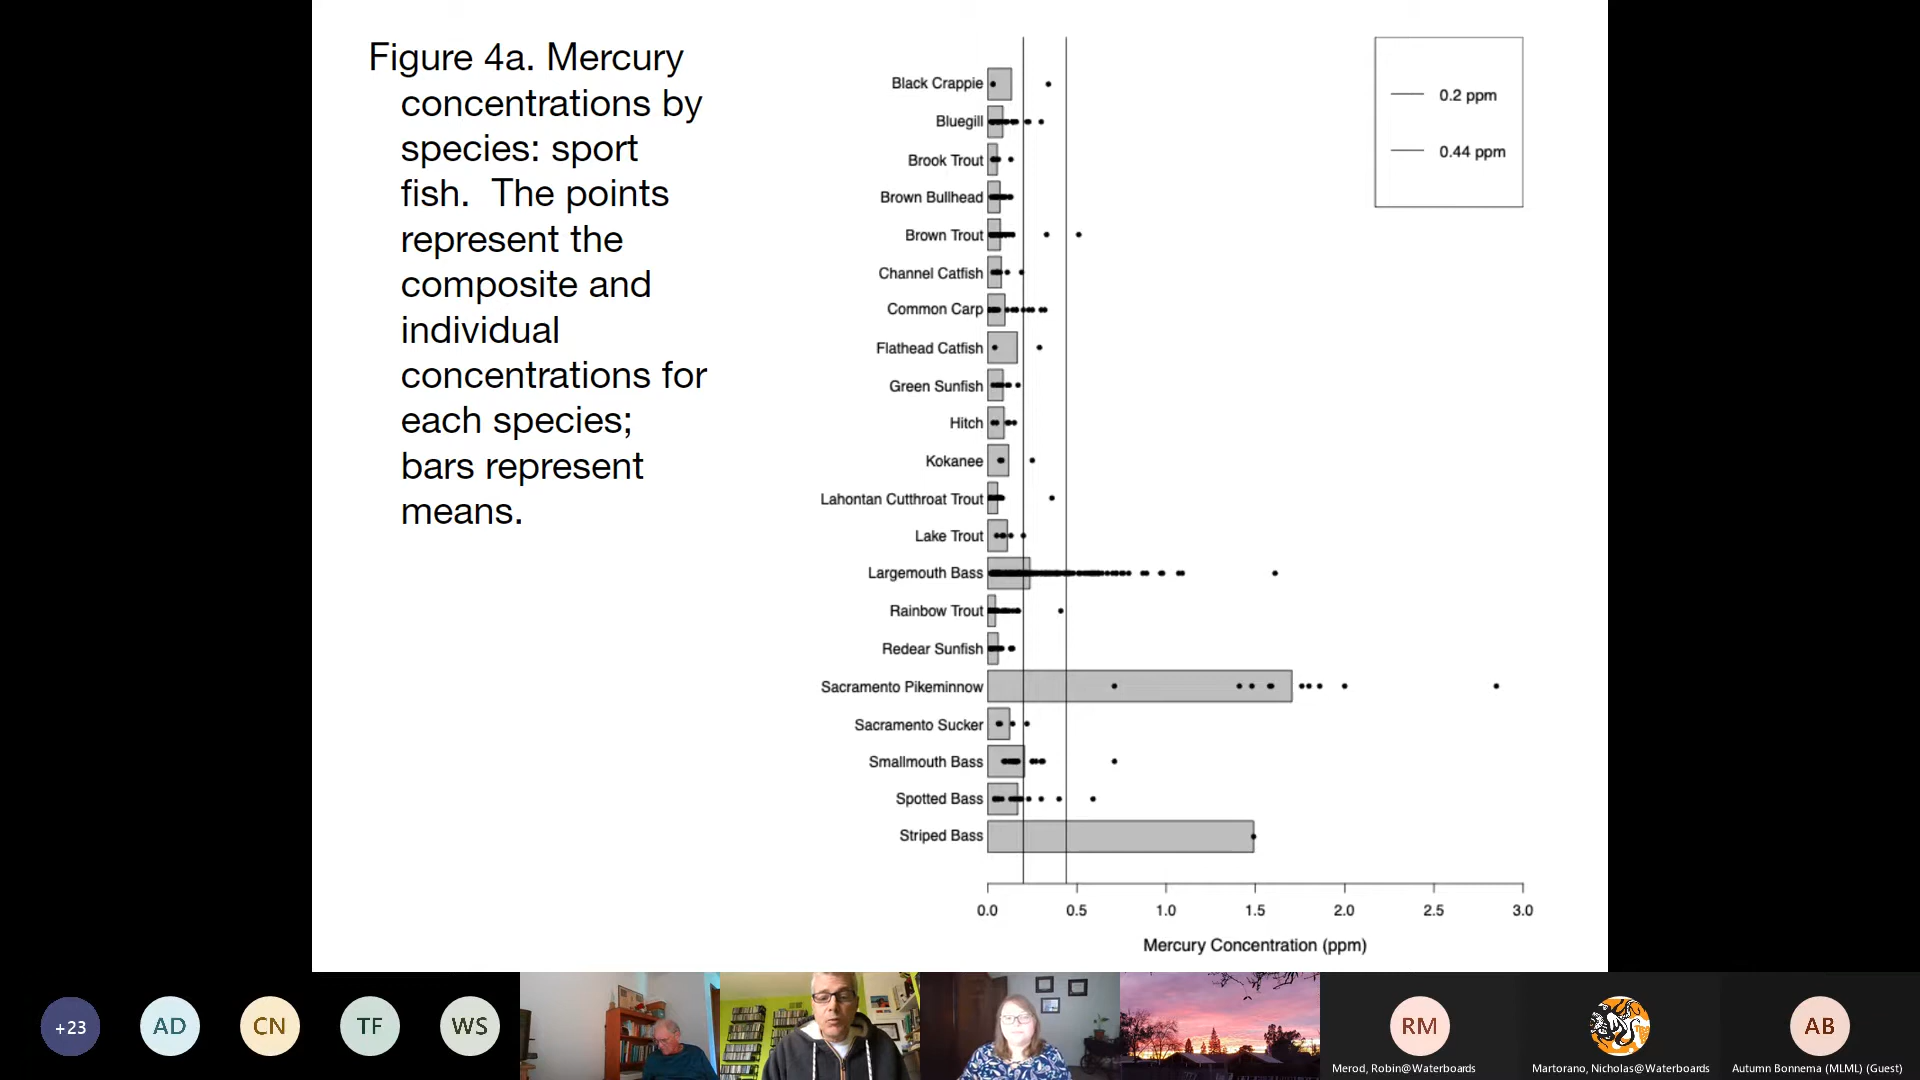 Figure 4a. Mercury
concentrations by
species: sport
fish. The points
represent the
composite and
individual
concentrations for
each species;
bars represent
means.
0.2 ppm
0.44 ppm
Black Crappie
Bluegill
Brook Trout
Brown Bullhead
Brown Trout
Channel Catfish
Common Carp
Flathead Catfish
Green Sunfish
Hitch
Kokanee
Lahontan Cutthroat Trout
Lake Trout
Largemouth Bass
Rainbow Trout
Redear Sunfish
Sacramento Pikeminnow
Sacramento Sucker
Smallmouth Bass
Spotted Bass
Striped Bass
0.0 0.5 1.0 1.5 2.0 2.5 3.0
Mercury Concentration (ppm)
+23 AD CN TF WS RM AB
Merod, Robin@Waterboards Martorano, Nicholas@Waterboards Autumn Bonnema (MLML) (Guest)